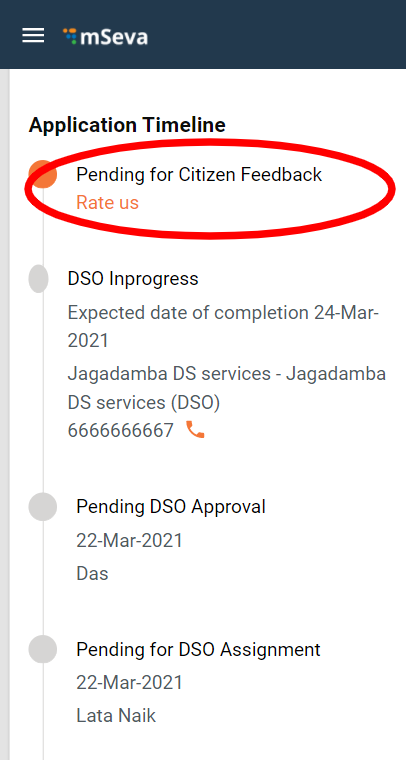 mSeva
Application Timeline
Pending for Citizen Feedback
Rate us
DSO Inprogress
Expected date of completion 24-Mar-
2021
Jagadamba DS services - Jagadamba
DS services (DSO)
6666666667
Pending DSO Approval
22-Mar-2021
Das
Pending for DSO Assignment
22-Mar-2021
Lata Naik